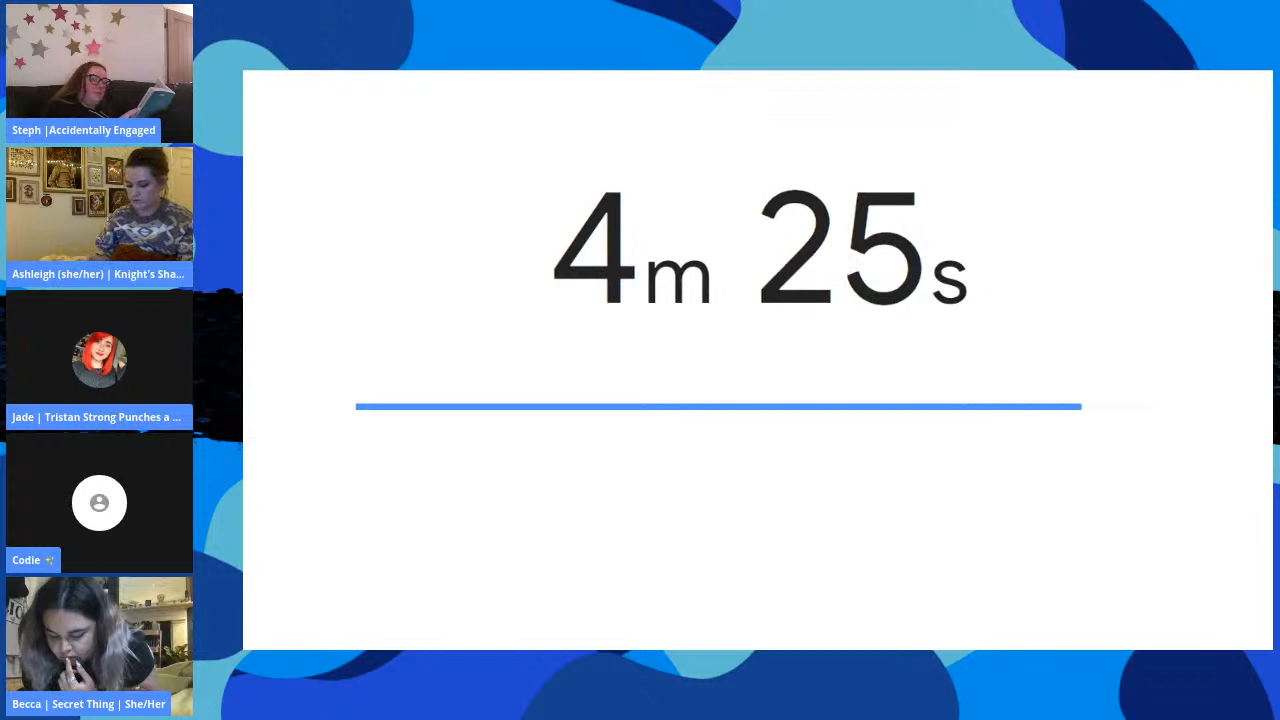 Steph |Accidentally Engaged
Ashleigh (she/her) | Knight's Sha...
Jade | Tristan Strong Punches a ...
Codie ✨
Becca | Secret Thing | She/Her
4m 25s